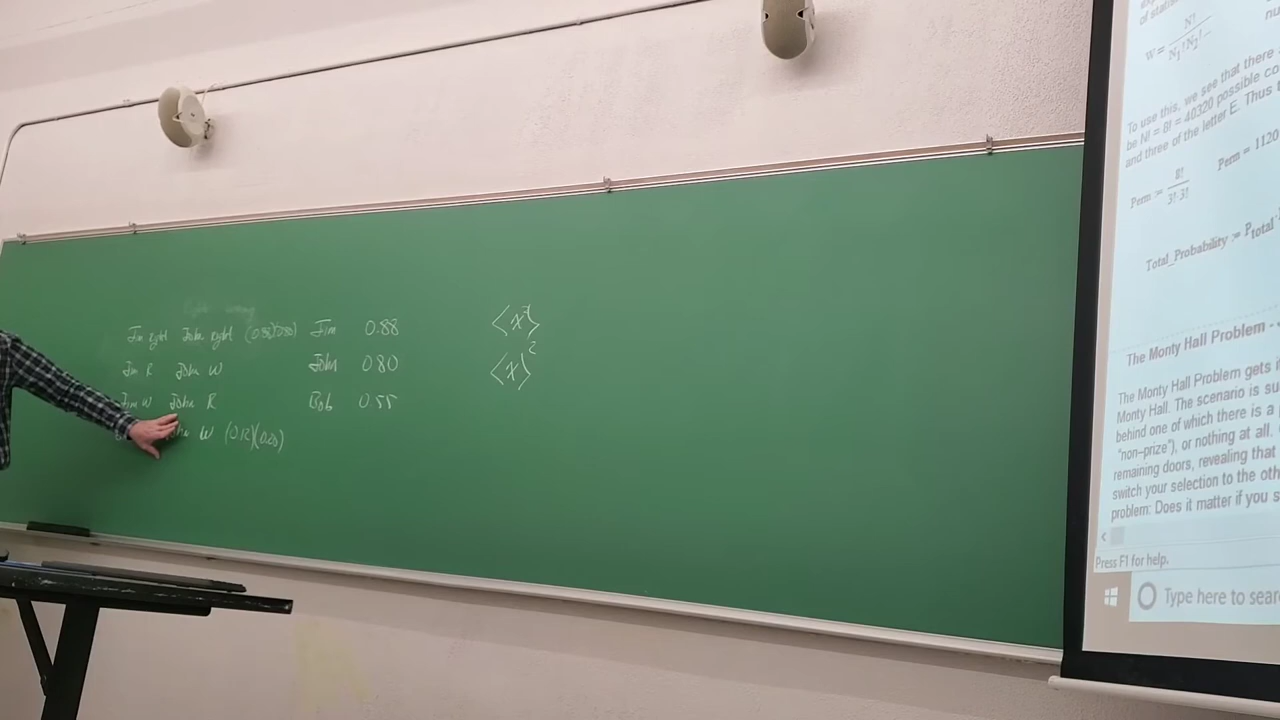 Right wrong
Jim right John right (0.88)(0.80) Jim 0.88
Jim R John W John 0.80
Jim W John R Bob 0.55
W (0.12)(0.20)
<x²>
<x>²
of statis
W = N!
N₁! N₂! ...
To use this, we see that there
be N! = 8! = 40320 possible co
and three of the letter E. Thus
Perm := 8! Perm = 1120
3!·3!
Total_Probability := P total
The Monty Hall Problem -
The Monty Hall Problem gets i
Monty Hall. The scenario is su
behind one of which there is a
"non-prize"), or nothing at all.
remaining doors, revealing that
switch your selection to the oth
problem: Does it matter if you s
Press F1 for help.
Type here to sear